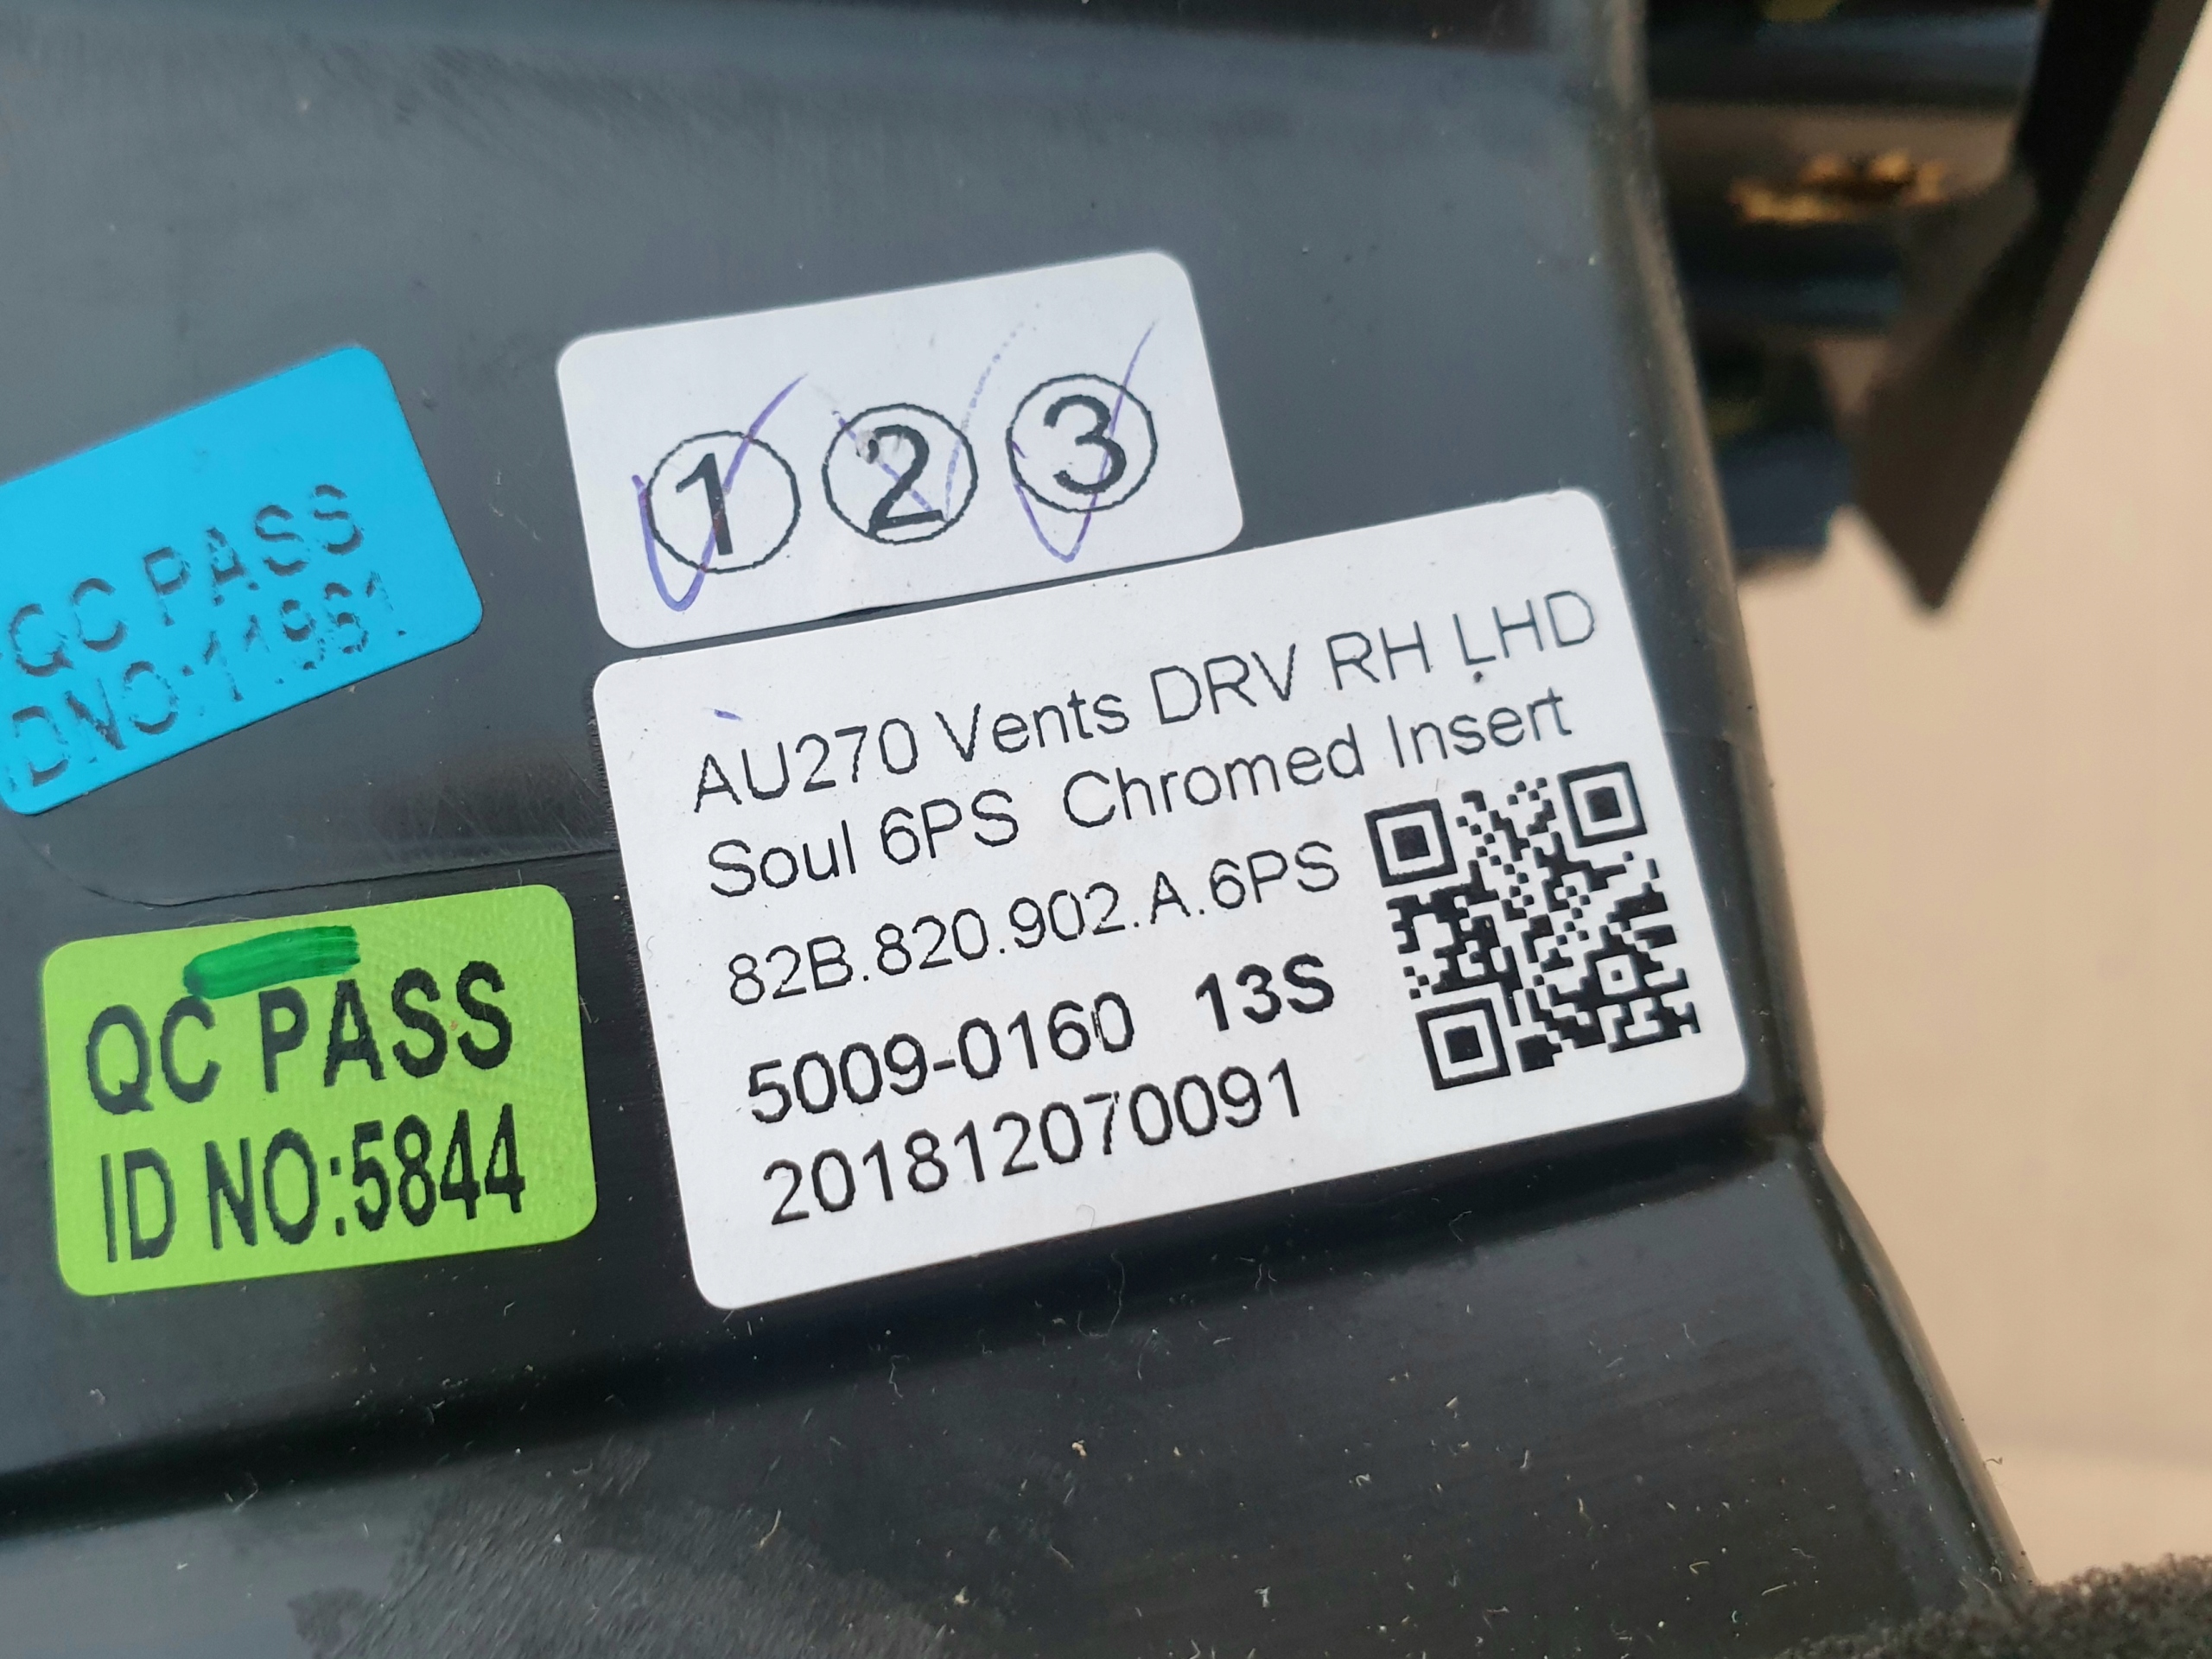 ① ② ③
QC PASS
ID NO:11961
AU270 Vents DRV RH LHD
Soul 6PS Chromed Insert
82B.820.902.A.6PS
5009-0160 13S
201812070091
QC PASS
ID NO:5844